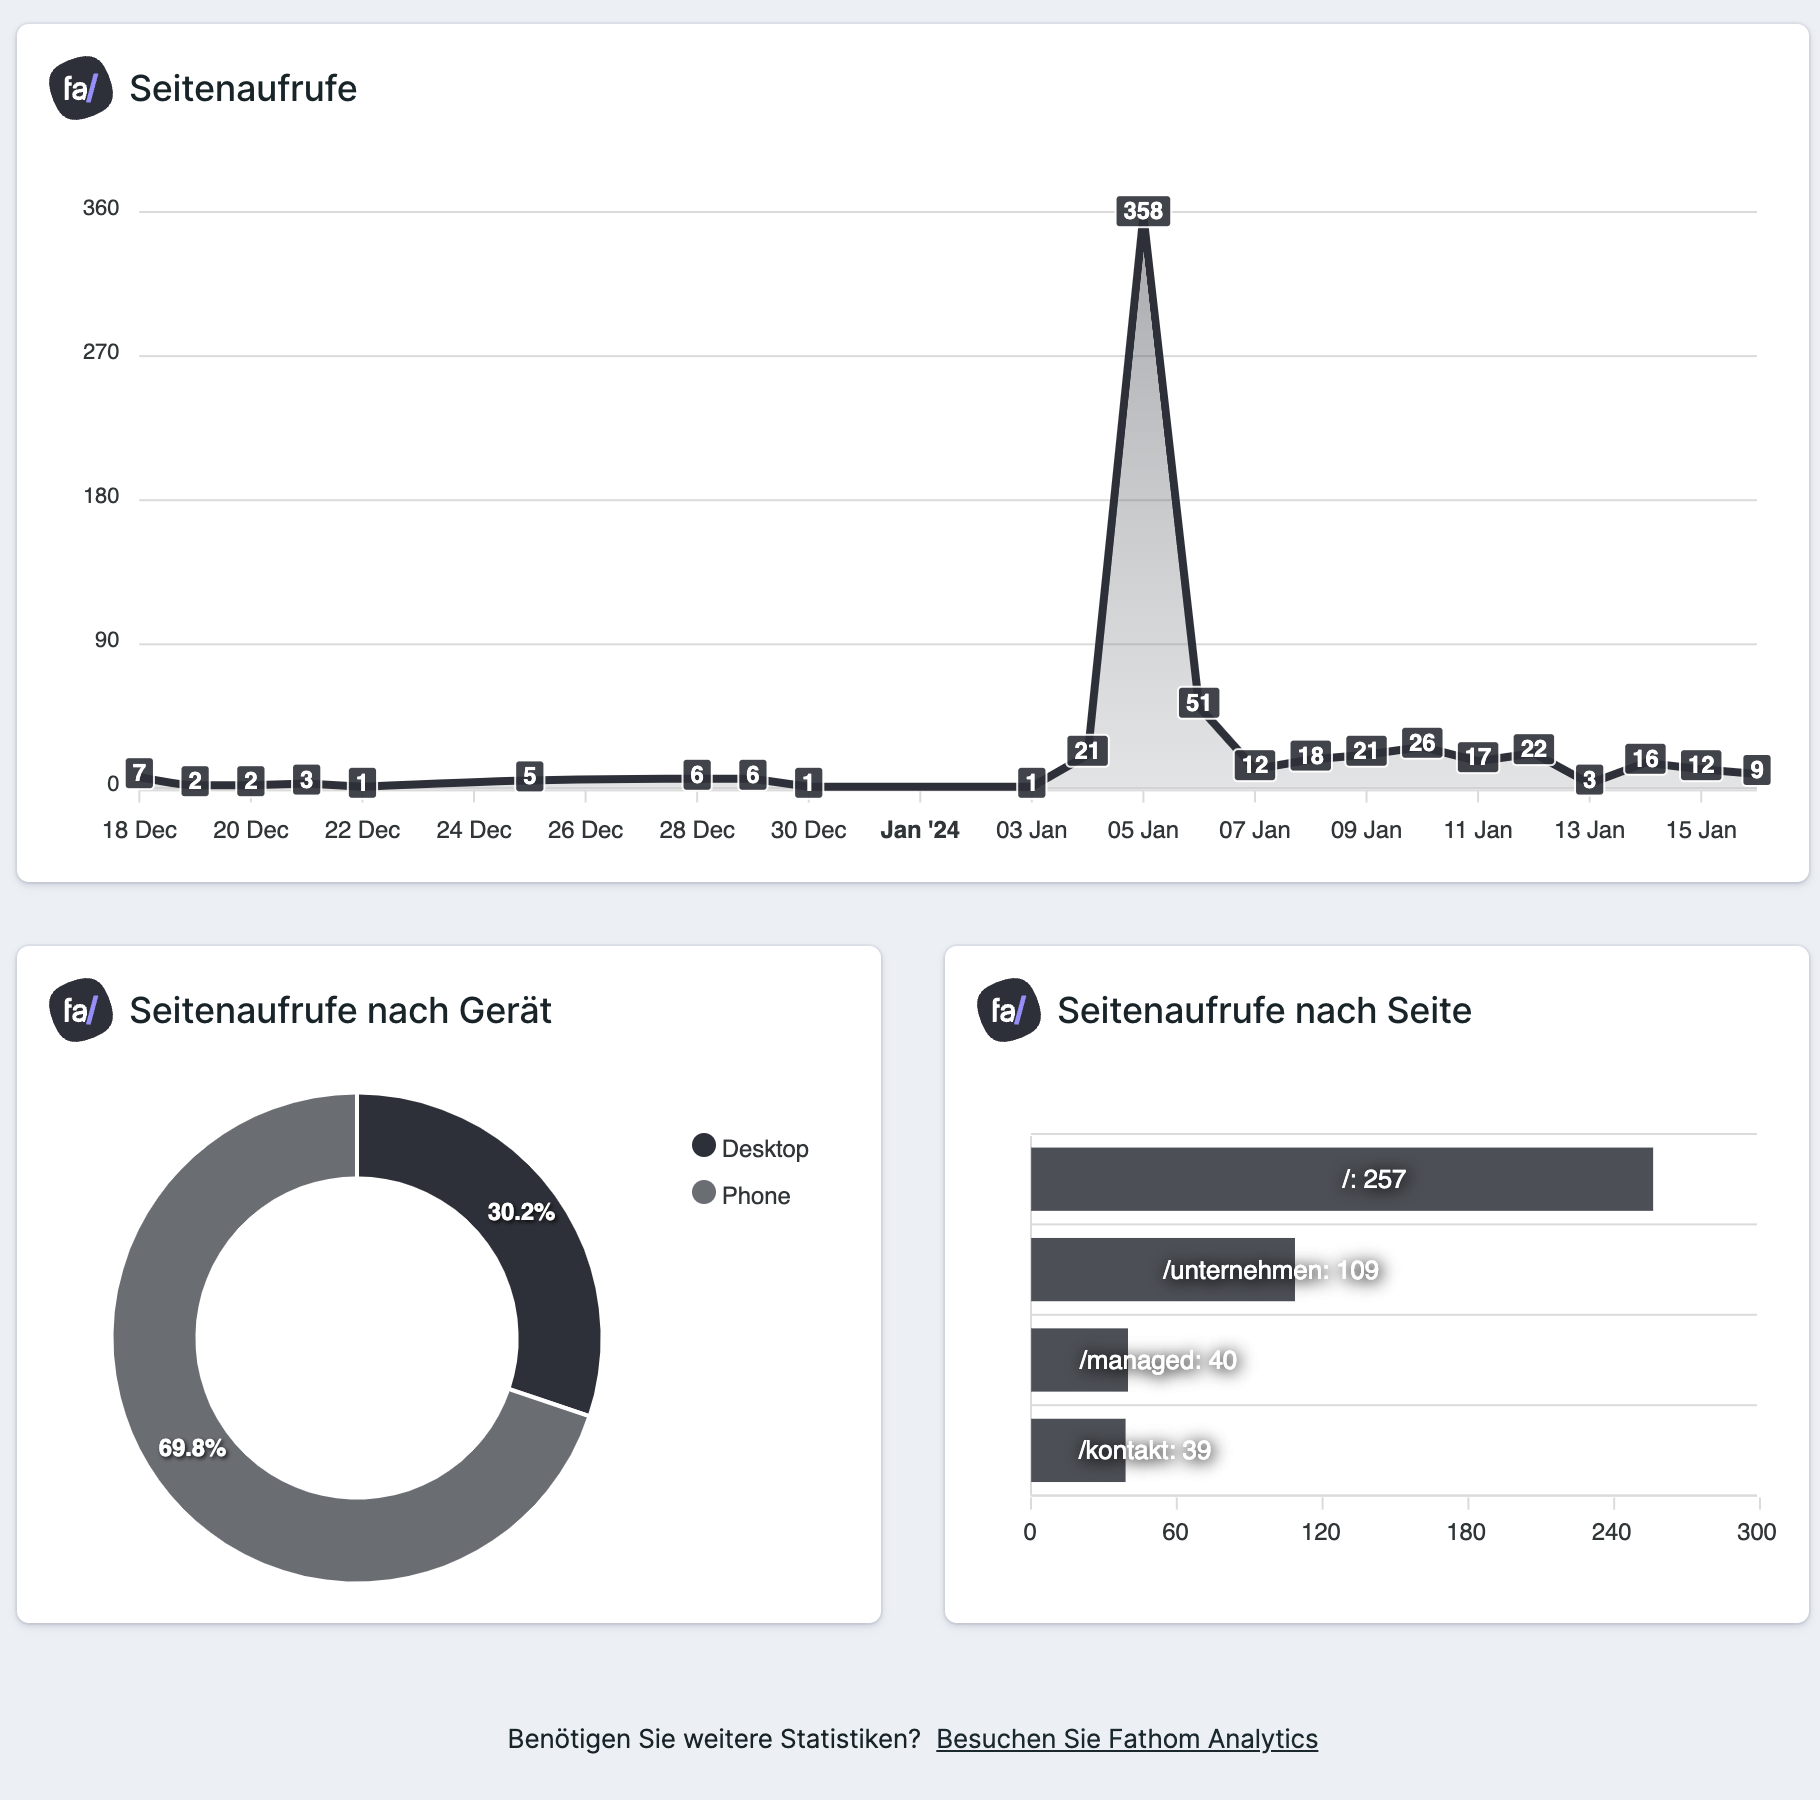 fa/ Seitenaufrufe
360
270
180
90
0
7 2 2 3 1 5 6 6 1 1 21 358 51 12 18 21 26 17 22 3 16 12 9
18 Dec 20 Dec 22 Dec 24 Dec 26 Dec 28 Dec 30 Dec Jan '24 03 Jan 05 Jan 07 Jan 09 Jan 11 Jan 13 Jan 15 Jan
fa/ Seitenaufrufe nach Gerät
30.2%
69.8%
Desktop
Phone
fa/ Seitenaufrufe nach Seite
/: 257
/unternehmen: 109
/managed: 40
/kontakt: 39
0 60 120 180 240 300
Benötigen Sie weitere Statistiken? Besuchen Sie Fathom Analytics